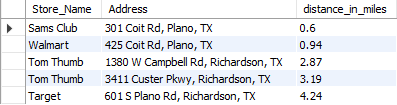 Store_Name Address distance_in_miles
Sams Club 301 Coit Rd, Plano, TX 0.6
Walmart 425 Coit Rd, Plano, TX 0.94
Tom Thumb 1380 W Campbell Rd, Richardson, TX 2.87
Tom Thumb 3411 Custer Pkwy, Richardson, TX 3.19
Target 601 S Plano Rd, Richardson, TX 4.24